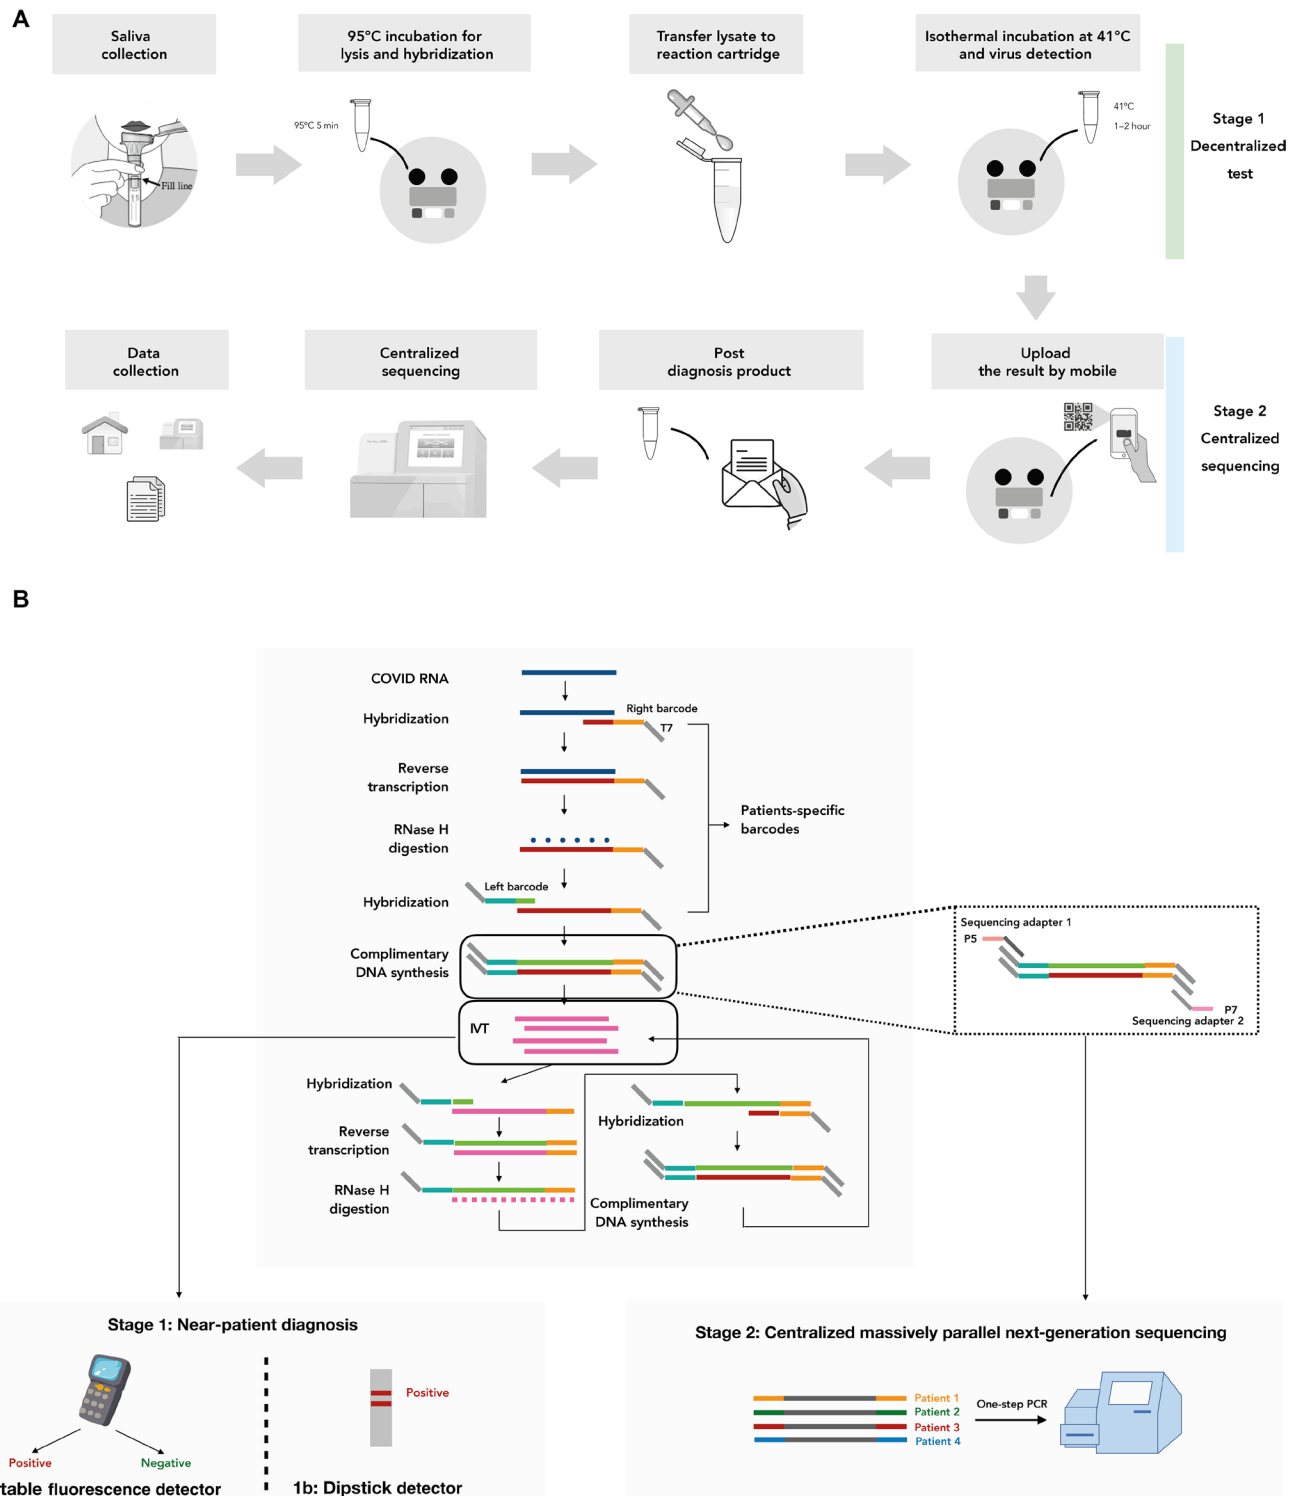 A
Saliva
collection
95°C incubation for
lysis and hybridization
Transfer lysate to
reaction cartridge
Isothermal incubation at 41°C
and virus detection
95°C 5 min
Fill line
41°C
1–2 hour
Stage 1
Decentralized
test
Data
collection
Centralized
sequencing
Post
diagnosis product
Upload
the result by mobile
Stage 2
Centralized
sequencing
B
COVID RNA
Hybridization
Right barcode
T7
Reverse
transcription
Patients-specific
barcodes
RNase H
digestion
Left barcode
Hybridization
Complimentary
DNA synthesis
Sequencing adapter 1
P5
P7
Sequencing adapter 2
IVT
Hybridization
Reverse
transcription
RNase H
digestion
Hybridization
Complimentary
DNA synthesis
Stage 1: Near-patient diagnosis
Positive
Positive
Negative
table fluorescence detector
1b: Dipstick detector
Stage 2: Centralized massively parallel next-generation sequencing
Patient 1
Patient 2
Patient 3
Patient 4
One-step PCR